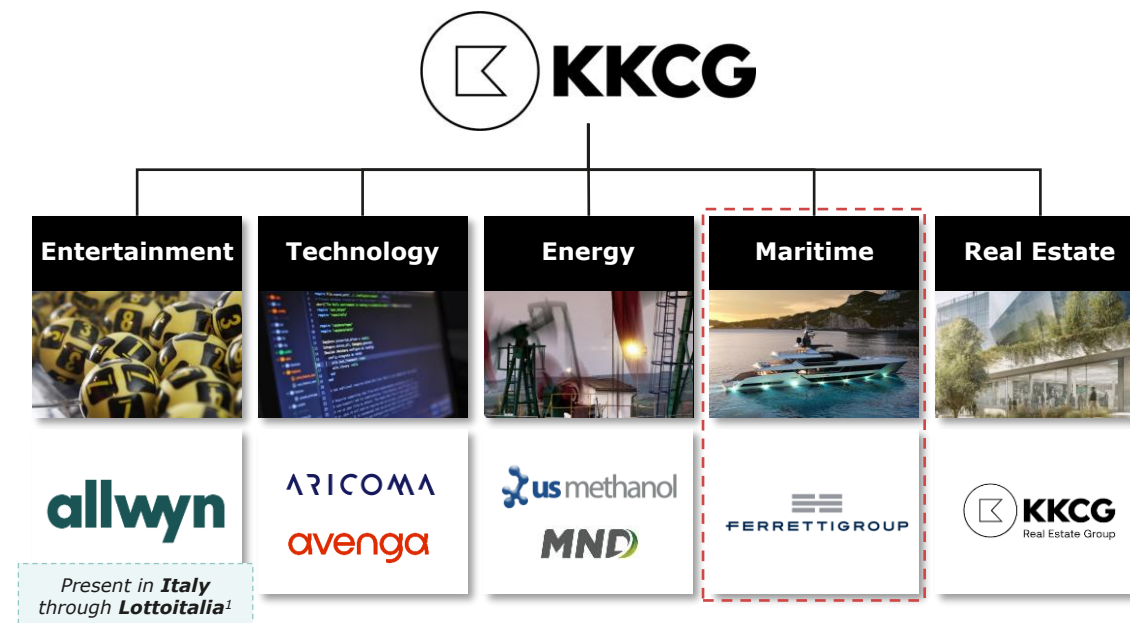 KKCG
Entertainment
Technology
Energy
Maritime
Real Estate
allwyn
ARICOMA
avenga
us methanol
MND
FERRETTIGROUP
KKCG
Real Estate Group
Present in Italy
through Lottoitalia¹